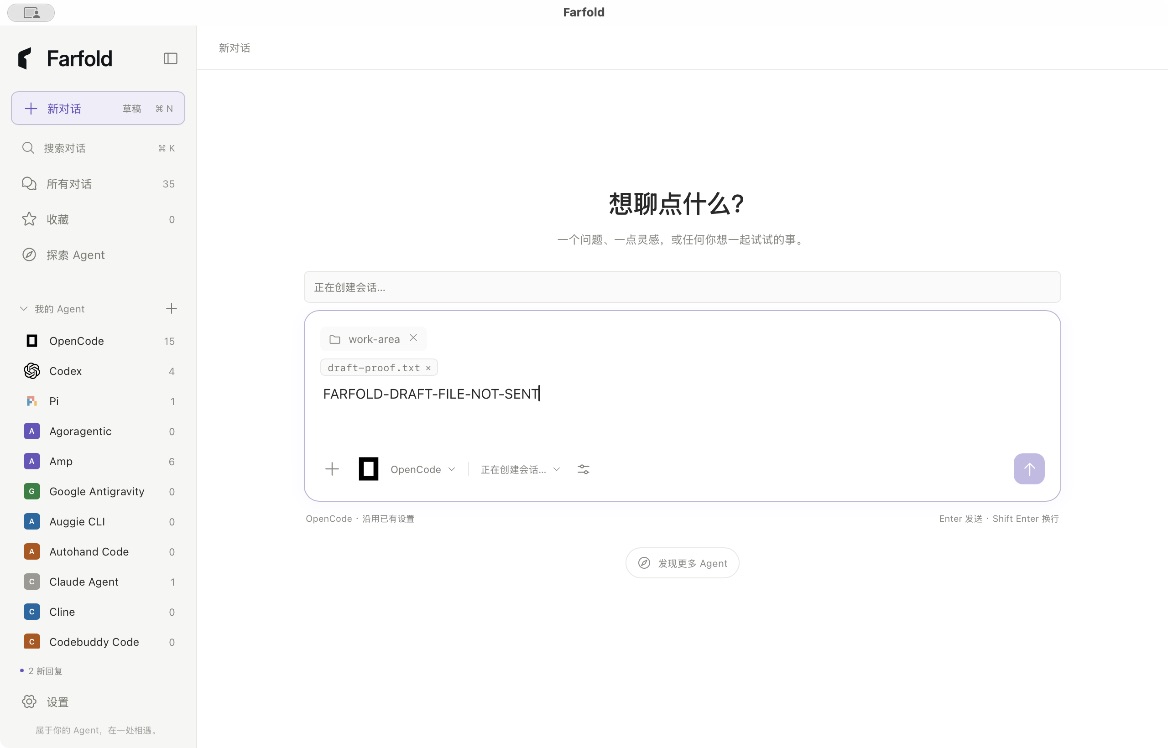 Farfold
Farfold
新对话
新对话 草稿 ⌘ N
搜索对话 ⌘ K
所有对话 35
收藏 0
探索 Agent
我的 Agent
OpenCode 15
Codex 4
Pi 1
A Agoragentic 0
A Amp 6
G Google Antigravity 0
A Auggie CLI 0
A Autohand Code 0
C Claude Agent 1
C Cline 0
C Codebuddy Code 0
2 新回复
设置
属于你的 Agent，在一处相遇。
想聊点什么?
一个问题、一点灵感，或任何你想一起试试的事。
正在创建会话...
work-area ×
draft-proof.txt ×
FARFOLD-DRAFT-FILE-NOT-SENT
OpenCode 正在创建会话...
OpenCode · 沿用已有设置 Enter 发送 · Shift Enter 换行
发现更多 Agent